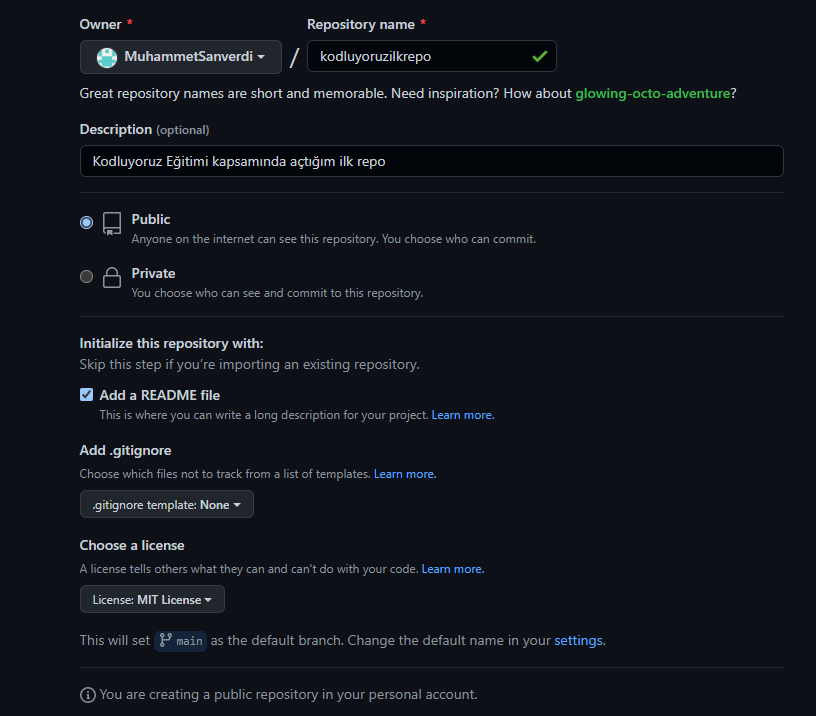 Owner * Repository name *
MuhammetSanverdi / kodluyoruzilkrepo
Great repository names are short and memorable. Need inspiration? How about glowing-octo-adventure?
Description (optional)
Kodluyoruz Eğitimi kapsamında açtığım ilk repo
Public
Anyone on the internet can see this repository. You choose who can commit.
Private
You choose who can see and commit to this repository.
Initialize this repository with:
Skip this step if you're importing an existing repository.
Add a README file
This is where you can write a long description for your project. Learn more.
Add .gitignore
Choose which files not to track from a list of templates. Learn more.
.gitignore template: None
Choose a license
A license tells others what they can and can't do with your code. Learn more.
License: MIT License
This will set main as the default branch. Change the default name in your settings.
You are creating a public repository in your personal account.